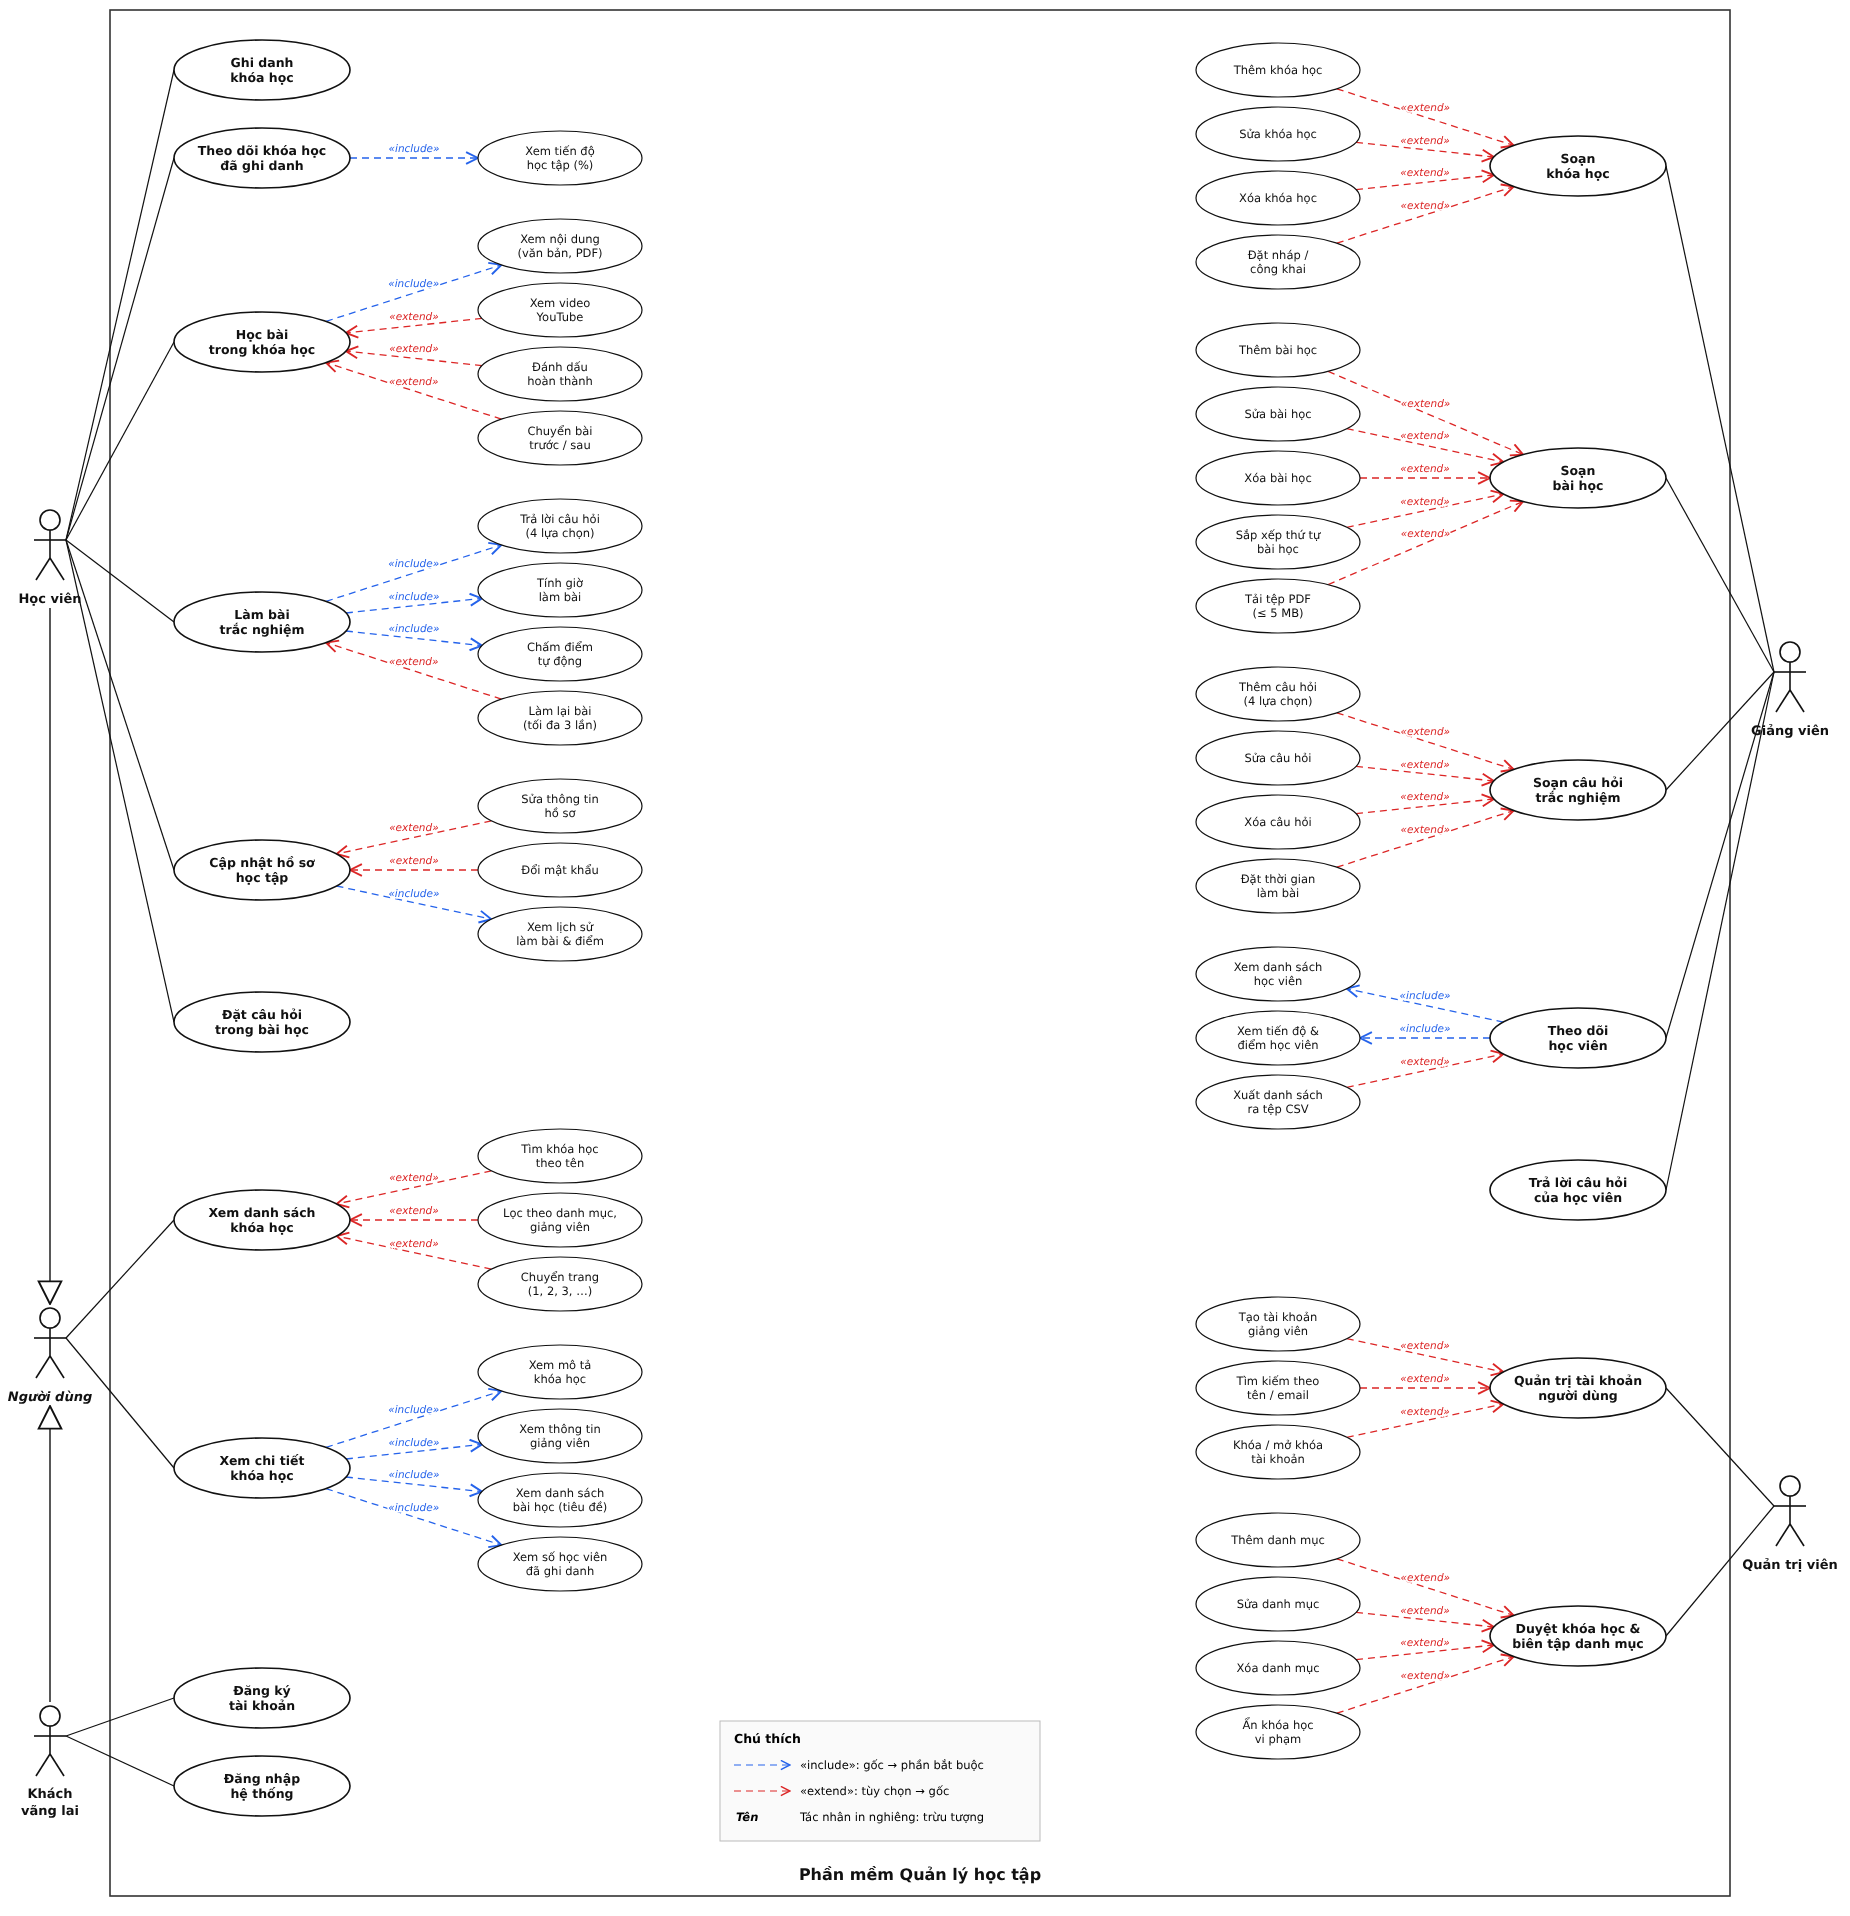 Ghi danh
khóa học
Theo dõi khóa học
đã ghi danh
«include»
Xem tiến độ
học tập (%)
Học bài
trong khóa học
«include»
Xem nội dung
(văn bản, PDF)
«extend»
Xem video
YouTube
«extend»
Đánh dấu
hoàn thành
«extend»
Chuyển bài
trước / sau
Học viên
Làm bài
trắc nghiệm
«include»
Trả lời câu hỏi
(4 lựa chọn)
«include»
Tính giờ
làm bài
«include»
Chấm điểm
tự động
«extend»
Làm lại bài
(tối đa 3 lần)
Cập nhật hồ sơ
học tập
«extend»
Sửa thông tin
hồ sơ
«extend»
Đổi mật khẩu
«include»
Xem lịch sử
làm bài & điểm
Đặt câu hỏi
trong bài học
Xem danh sách
khóa học
«extend»
Tìm khóa học
theo tên
«extend»
Lọc theo danh mục,
giảng viên
«extend»
Chuyển trang
(1, 2, 3, ...)
Người dùng
Xem chi tiết
khóa học
«include»
Xem mô tả
khóa học
«include»
Xem thông tin
giảng viên
«include»
Xem danh sách
bài học (tiêu đề)
«include»
Xem số học viên
đã ghi danh
Đăng ký
tài khoản
Đăng nhập
hệ thống
Khách
vãng lai
Thêm khóa học
«extend»
Sửa khóa học
«extend»
Xóa khóa học
«extend»
Đặt nháp /
công khai
«extend»
Soạn
khóa học
Thêm bài học
«extend»
Sửa bài học
«extend»
Xóa bài học
«extend»
Sắp xếp thứ tự
bài học
«extend»
Tải tệp PDF
(≤ 5 MB)
«extend»
Soạn
bài học
Giảng viên
Thêm câu hỏi
(4 lựa chọn)
«extend»
Sửa câu hỏi
«extend»
Xóa câu hỏi
«extend»
Đặt thời gian
làm bài
«extend»
Soạn câu hỏi
trắc nghiệm
Xem danh sách
học viên
«include»
Xem tiến độ &
điểm học viên
«include»
Xuất danh sách
ra tệp CSV
«extend»
Theo dõi
học viên
Trả lời câu hỏi
của học viên
Tạo tài khoản
giảng viên
«extend»
Tìm kiếm theo
tên / email
«extend»
Khóa / mở khóa
tài khoản
«extend»
Quản trị tài khoản
người dùng
Quản trị viên
Thêm danh mục
«extend»
Sửa danh mục
«extend»
Xóa danh mục
«extend»
Ẩn khóa học
vi phạm
«extend»
Duyệt khóa học &
biên tập danh mục
Chú thích
«include»: gốc → phần bắt buộc
«extend»: tùy chọn → gốc
Tên Tác nhân in nghiêng: trừu tượng
Phần mềm Quản lý học tập